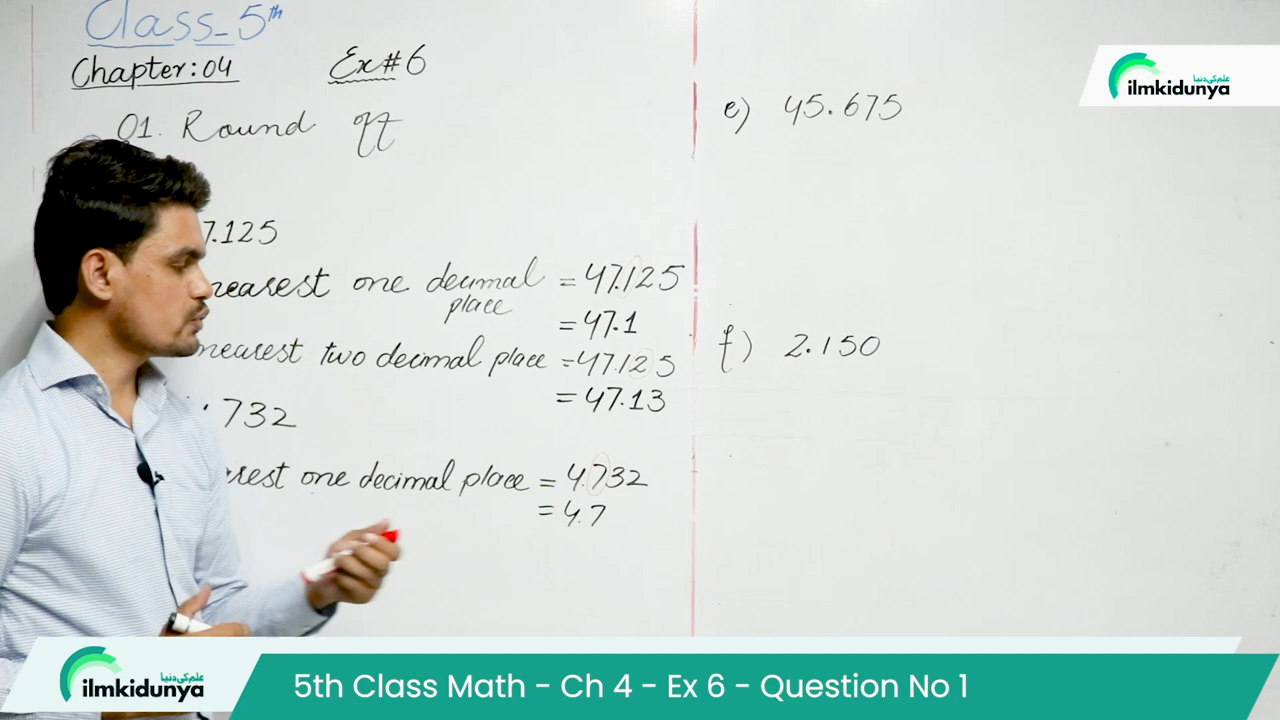 Class_5th
Chapter:04 Ex#6
Q1. Round off
7.125
nearest one decimal place = 47.125
= 47.1
nearest two decimal place = 47.125
= 47.13
.732
rest one decimal place = 4.732
= 4.7
e) 45.675
f) 2.150
علم کی دنیا
ilmkidunya
علم کی دنیا
ilmkidunya
5th Class Math - Ch 4 - Ex 6 - Question No 1